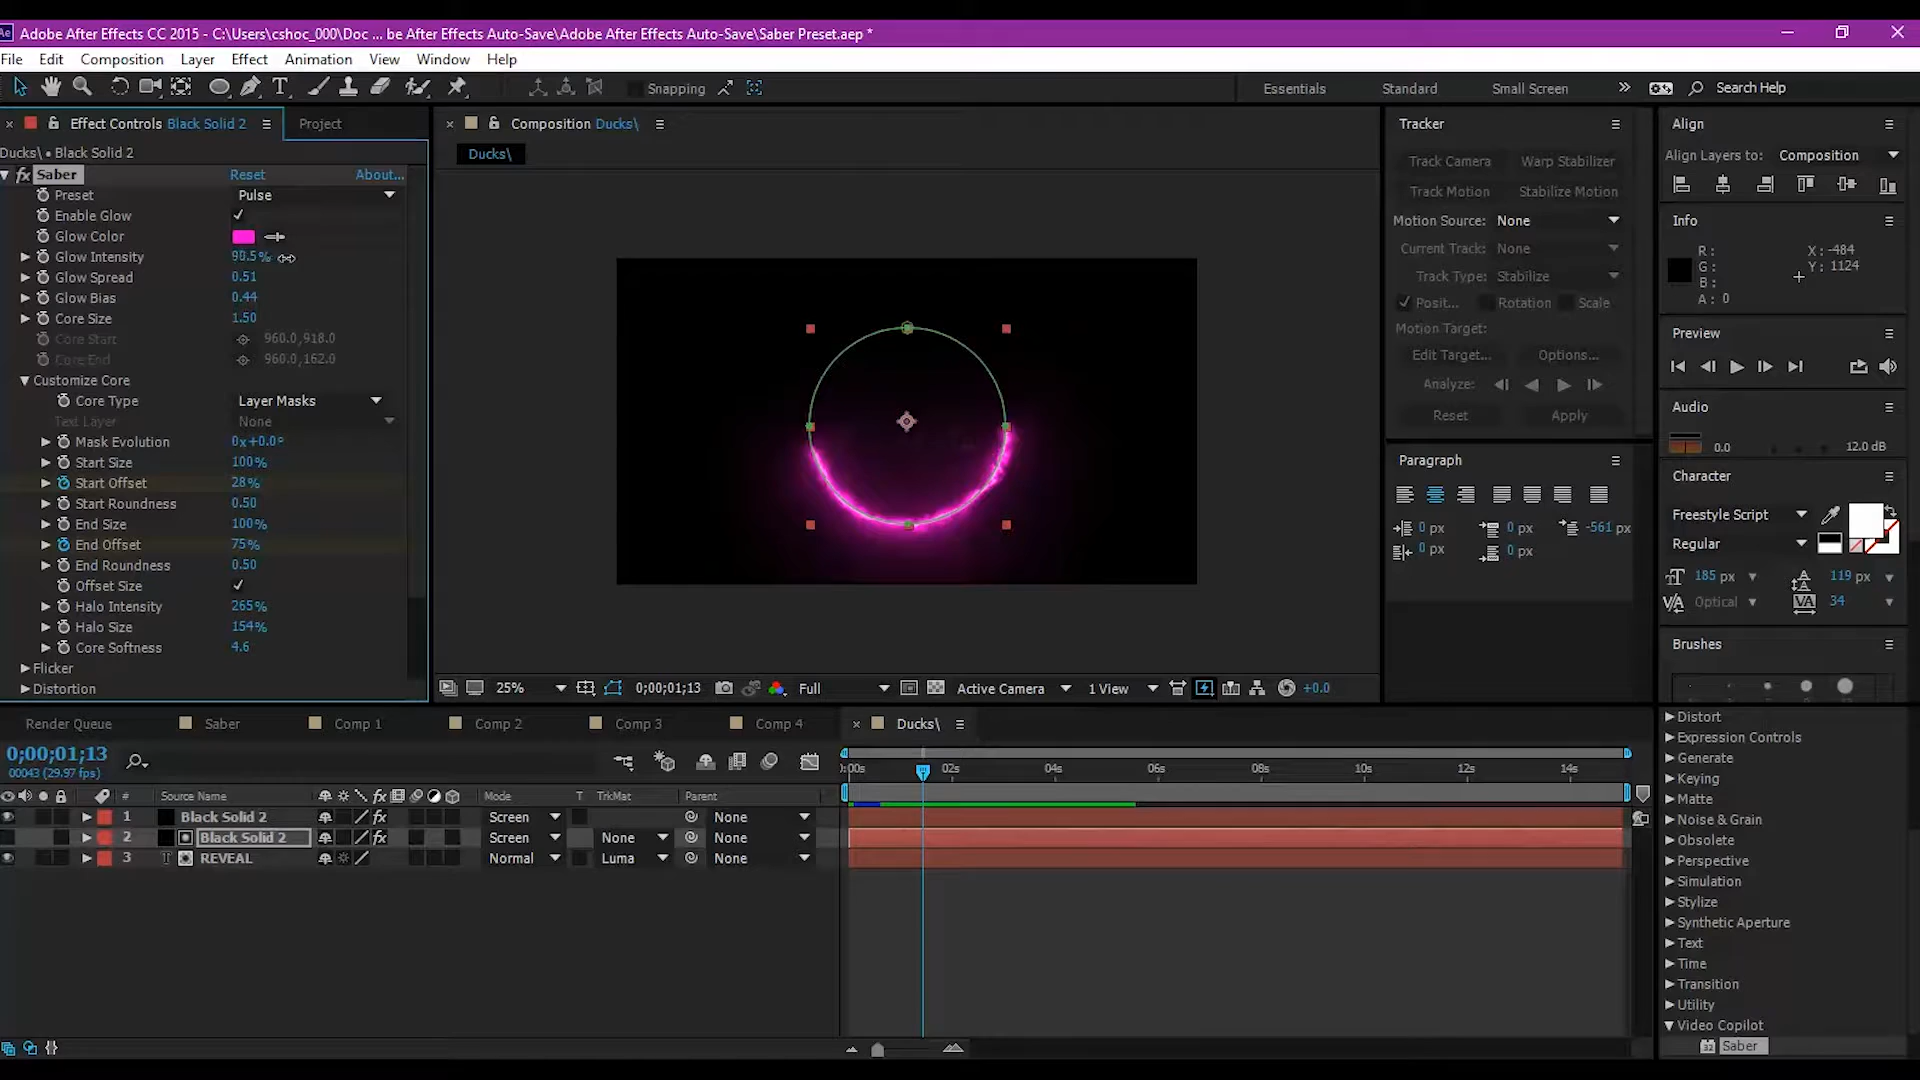 Adobe After Effects CC 2015 - C:\Users\cshoc_000\Doc ... be After Effects Auto-Save\Adobe After Effects Auto-Save\Saber Preset.aep *
File Edit Composition Layer Effect Animation View Window Help
Snapping Essentials Standard Small Screen Search Help
Effect Controls Black Solid 2 Project
Ducks\ • Black Solid 2
fx Saber Reset About...
Preset Pulse
Enable Glow
Glow Color
Glow Intensity 90.5%
Glow Spread 0.51
Glow Bias 0.44
Core Size 1.50
Core Start 960.0,918.0
Core End 960.0,162.0
Customize Core
Core Type Layer Masks
Text Layer None
Mask Evolution 0x+0.0°
Start Size 100%
Start Offset 28%
Start Roundness 0.50
End Size 100%
End Offset 75%
End Roundness 0.50
Offset Size
Halo Intensity 265%
Halo Size 154%
Core Softness 4.6
Flicker
Distortion
Composition Ducks\
Ducks\
25% 0;00;01;13 Full Active Camera 1 View +0.0
Tracker
Track Camera Warp Stabilizer
Track Motion Stabilize Motion
Motion Source: None
Current Track: None
Track Type: Stabilize
Posit... Rotation Scale
Motion Target:
Edit Target... Options...
Analyze:
Reset Apply
Paragraph
0 px 0 px -561 px
0 px 0 px
Align
Align Layers to: Composition
Info
R: X: -484
G: Y: 1124
B:
A: 0
Preview
Audio
0.0 12.0 dB
Character
Freestyle Script
Regular
185 px 119 px
Optical 34
Brushes
Render Queue Saber Comp 1 Comp 2 Comp 3 Comp 4 Ducks\
0;00;01;13
00043 (29.97 fps)
:00s 02s 04s 06s 08s 10s 12s 14s
# Source Name fx Mode T TrkMat Parent
1 Black Solid 2 fx Screen None
2 Black Solid 2 fx Screen None None
3 T REVEAL Normal Luma None
Distort
Expression Controls
Generate
Keying
Matte
Noise & Grain
Obsolete
Perspective
Simulation
Stylize
Synthetic Aperture
Text
Time
Transition
Utility
Video Copilot
32 Saber